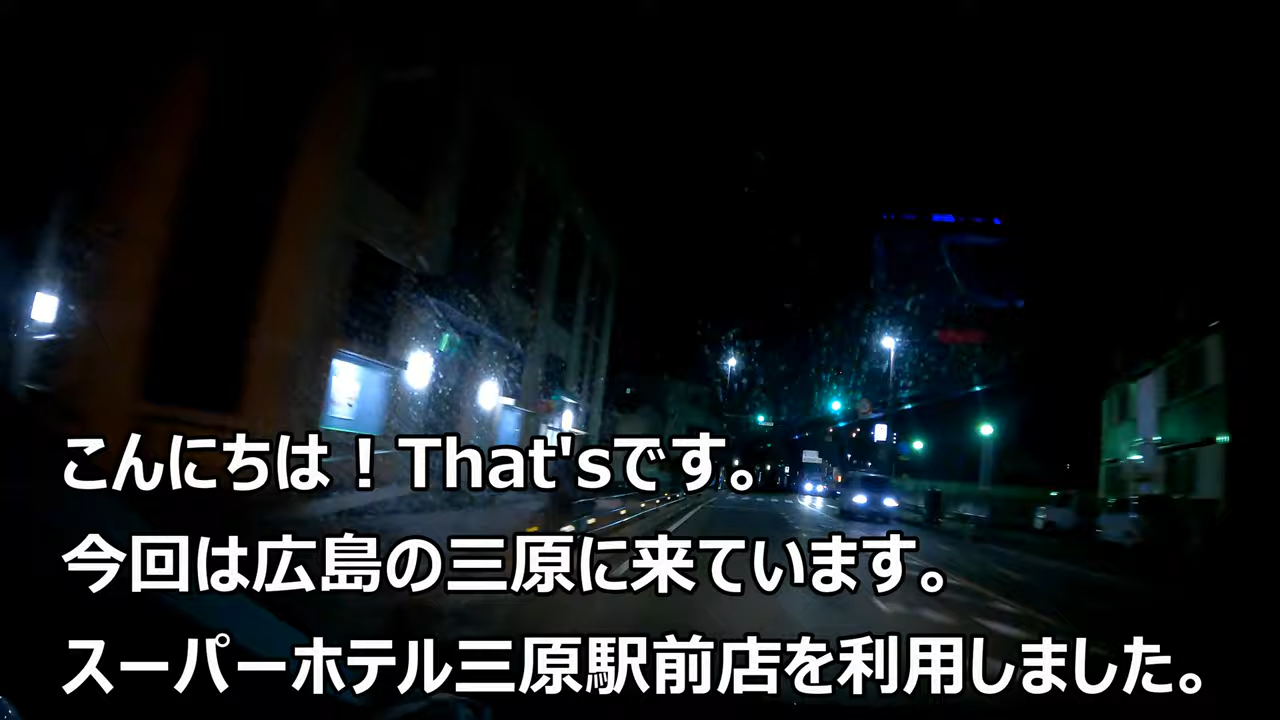 こんにちは！That'sです。
今回は広島の三原に来ています。
スーパーホテル三原駅前店を利用しました。